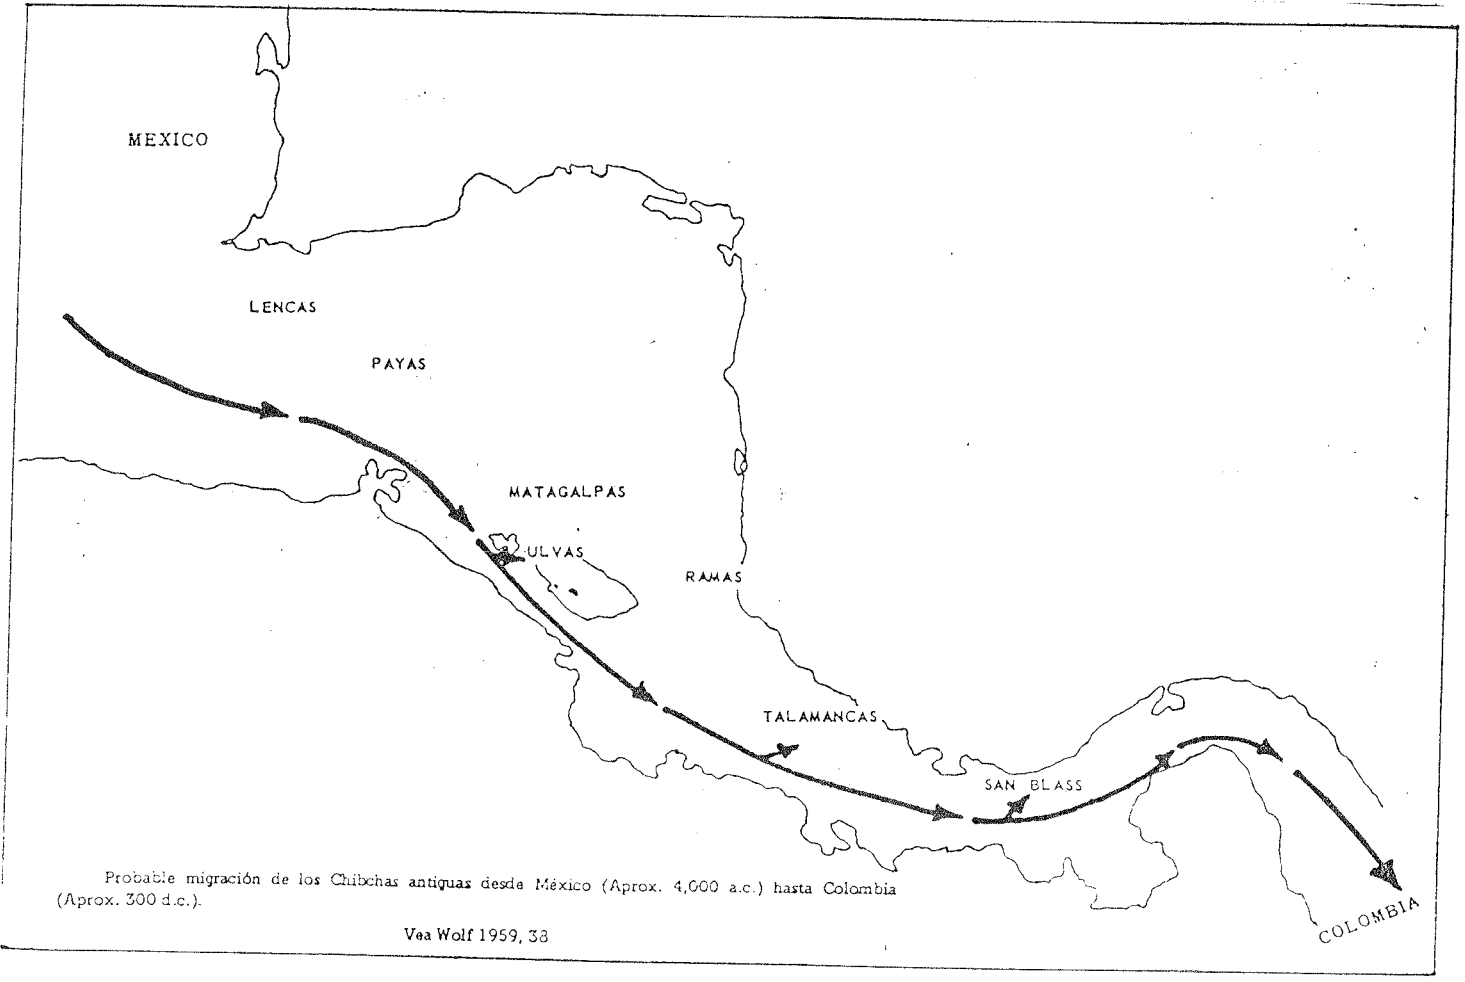 MEXICO
LENCAS
PAYAS
MATAGALPAS
ULVAS
RAMAS
TALAMANCAS
SAN BLASS
COLOMBIA
Probable migración de los Chibchas antiguas desde México (Aprox. 4,000 a.c.) hasta Colombia
(Aprox. 300 d.c.).
Vea Wolf 1959, 38